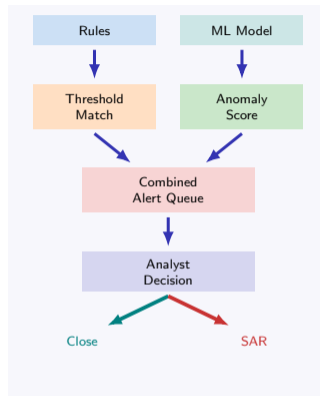 Rules
ML Model
Threshold
Match
Anomaly
Score
Combined
Alert Queue
Analyst
Decision
Close
SAR